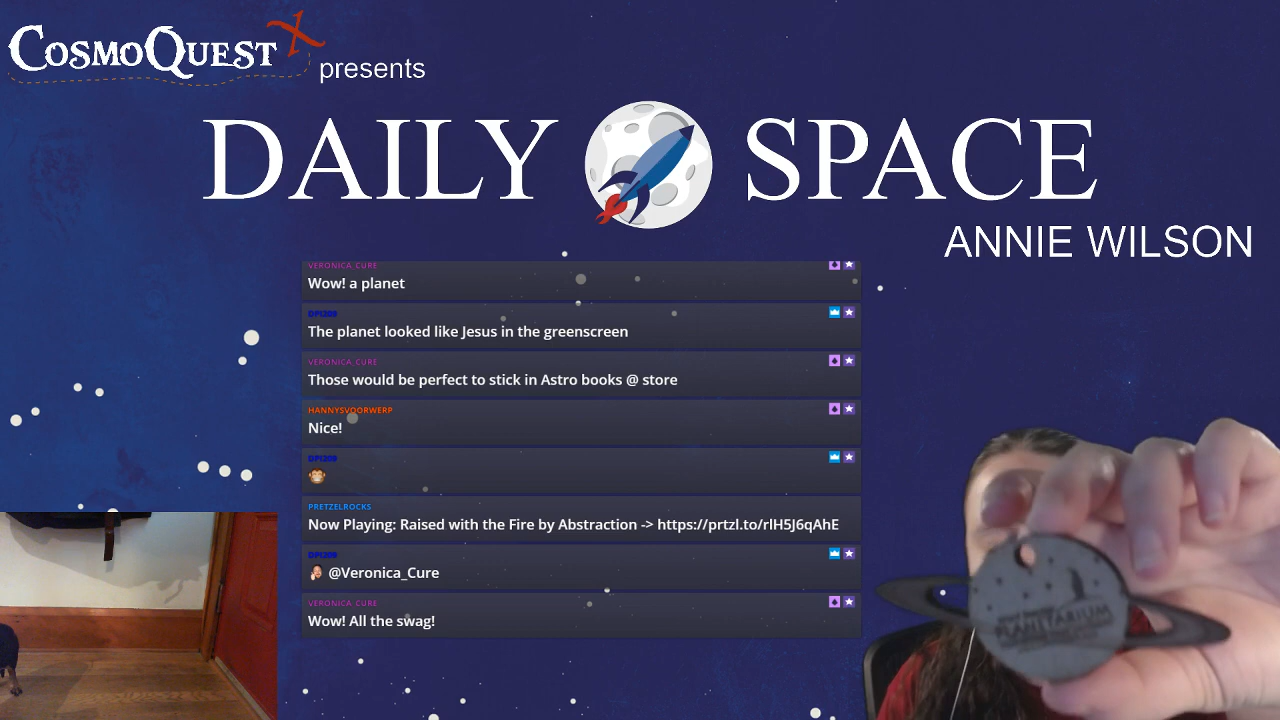 COSMOQUEST X
presents
DAILY SPACE
ANNIE WILSON
VERONICA_CURE
Wow! a planet
DPI209
The planet looked like Jesus in the greenscreen
VERONICA_CURE
Those would be perfect to stick in Astro books @ store
HANNYSVOORWERP
Nice!
DPI209
PRETZELROCKS
Now Playing: Raised with the Fire by Abstraction -> https://prtzl.to/rlH5J6qAhE
DPI209
@Veronica_Cure
VERONICA_CURE
Wow! All the swag!
PLANETARIUM